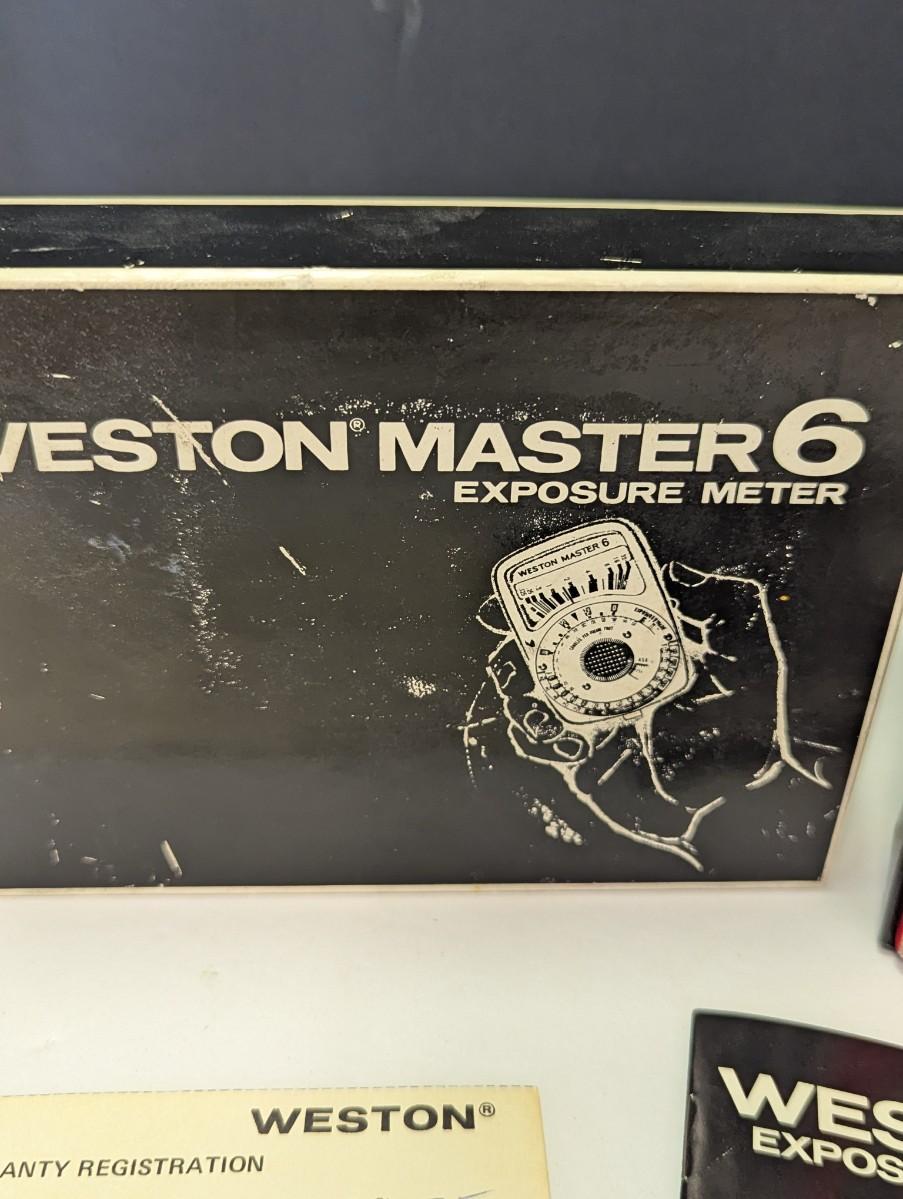 WESTON® MASTER 6
EXPOSURE METER
WESTON MASTER 6
WESTON®
ANTY REGISTRATION
WES
EXPOS